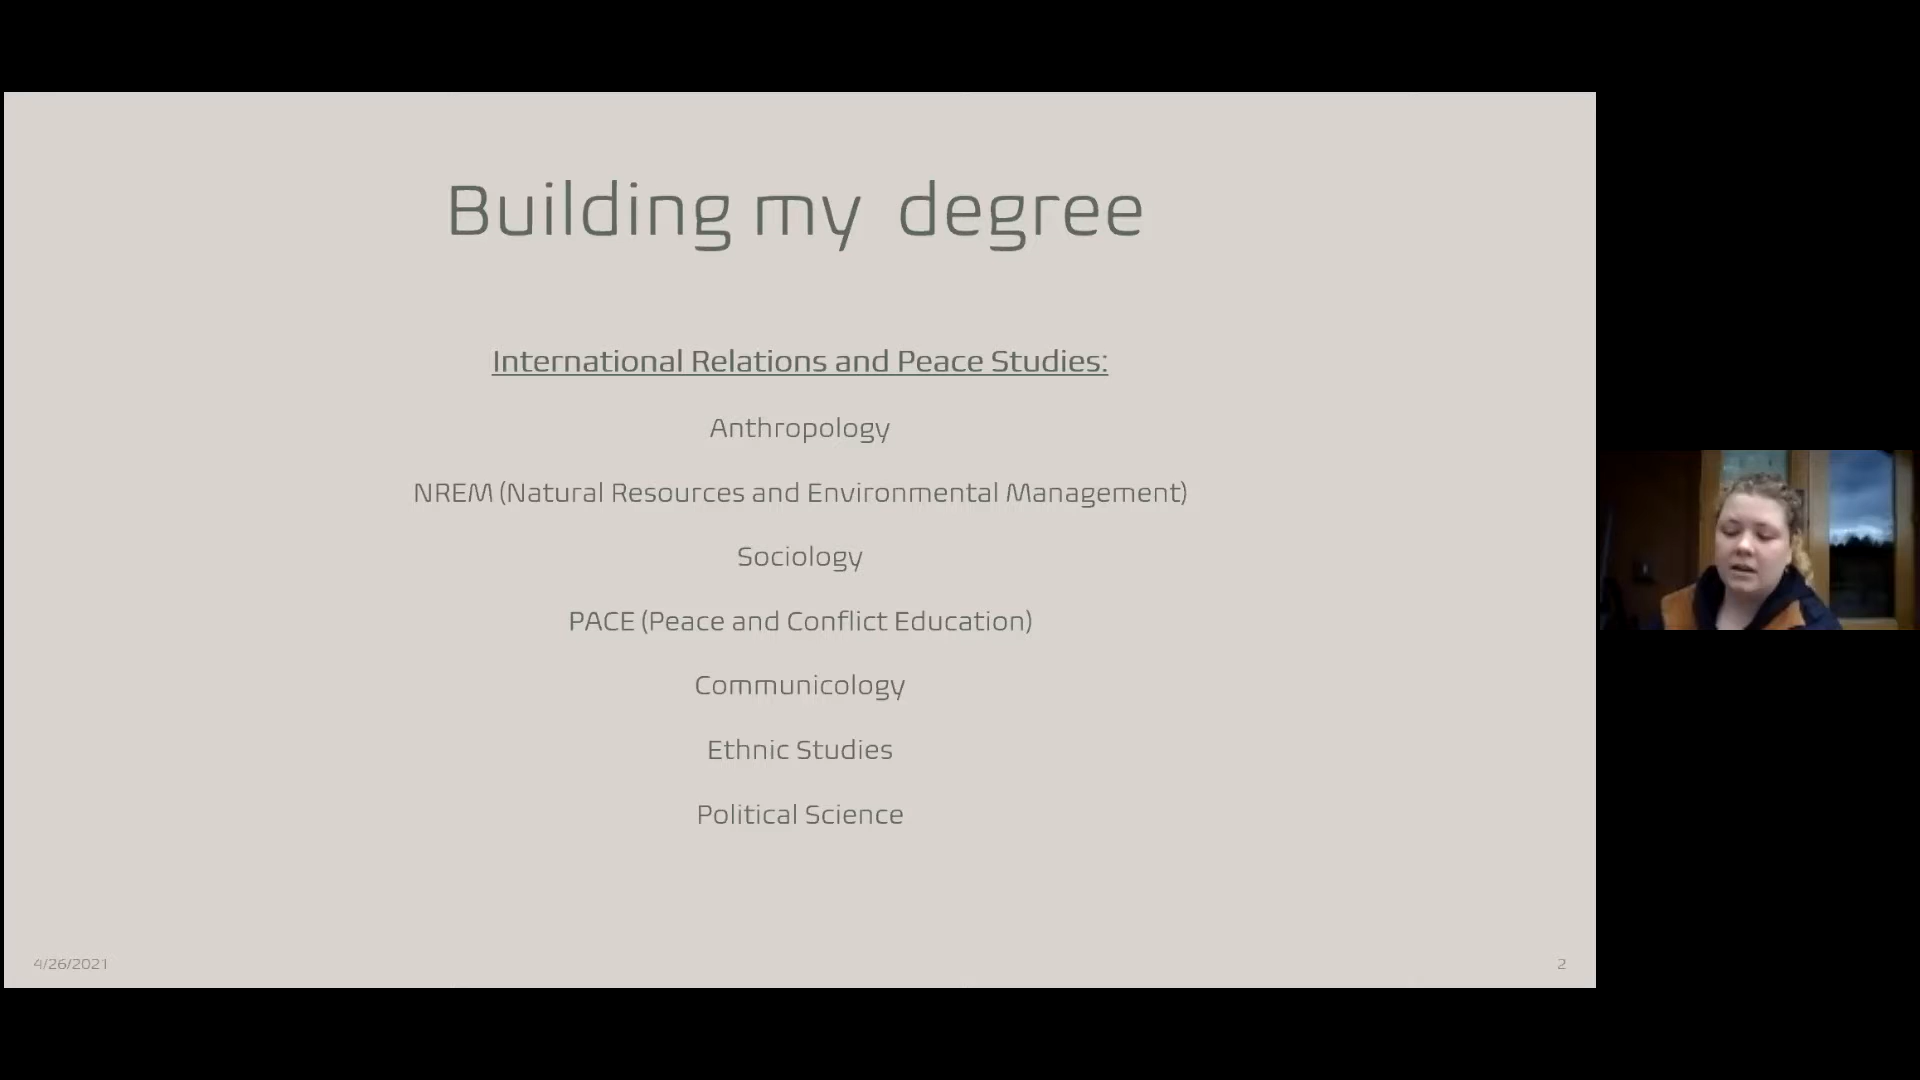 Building my degree
International Relations and Peace Studies:
Anthropology
NREM (Natural Resources and Environmental Management)
Sociology
PACE (Peace and Conflict Education)
Communicology
Ethnic Studies
Political Science
4/26/2021
2